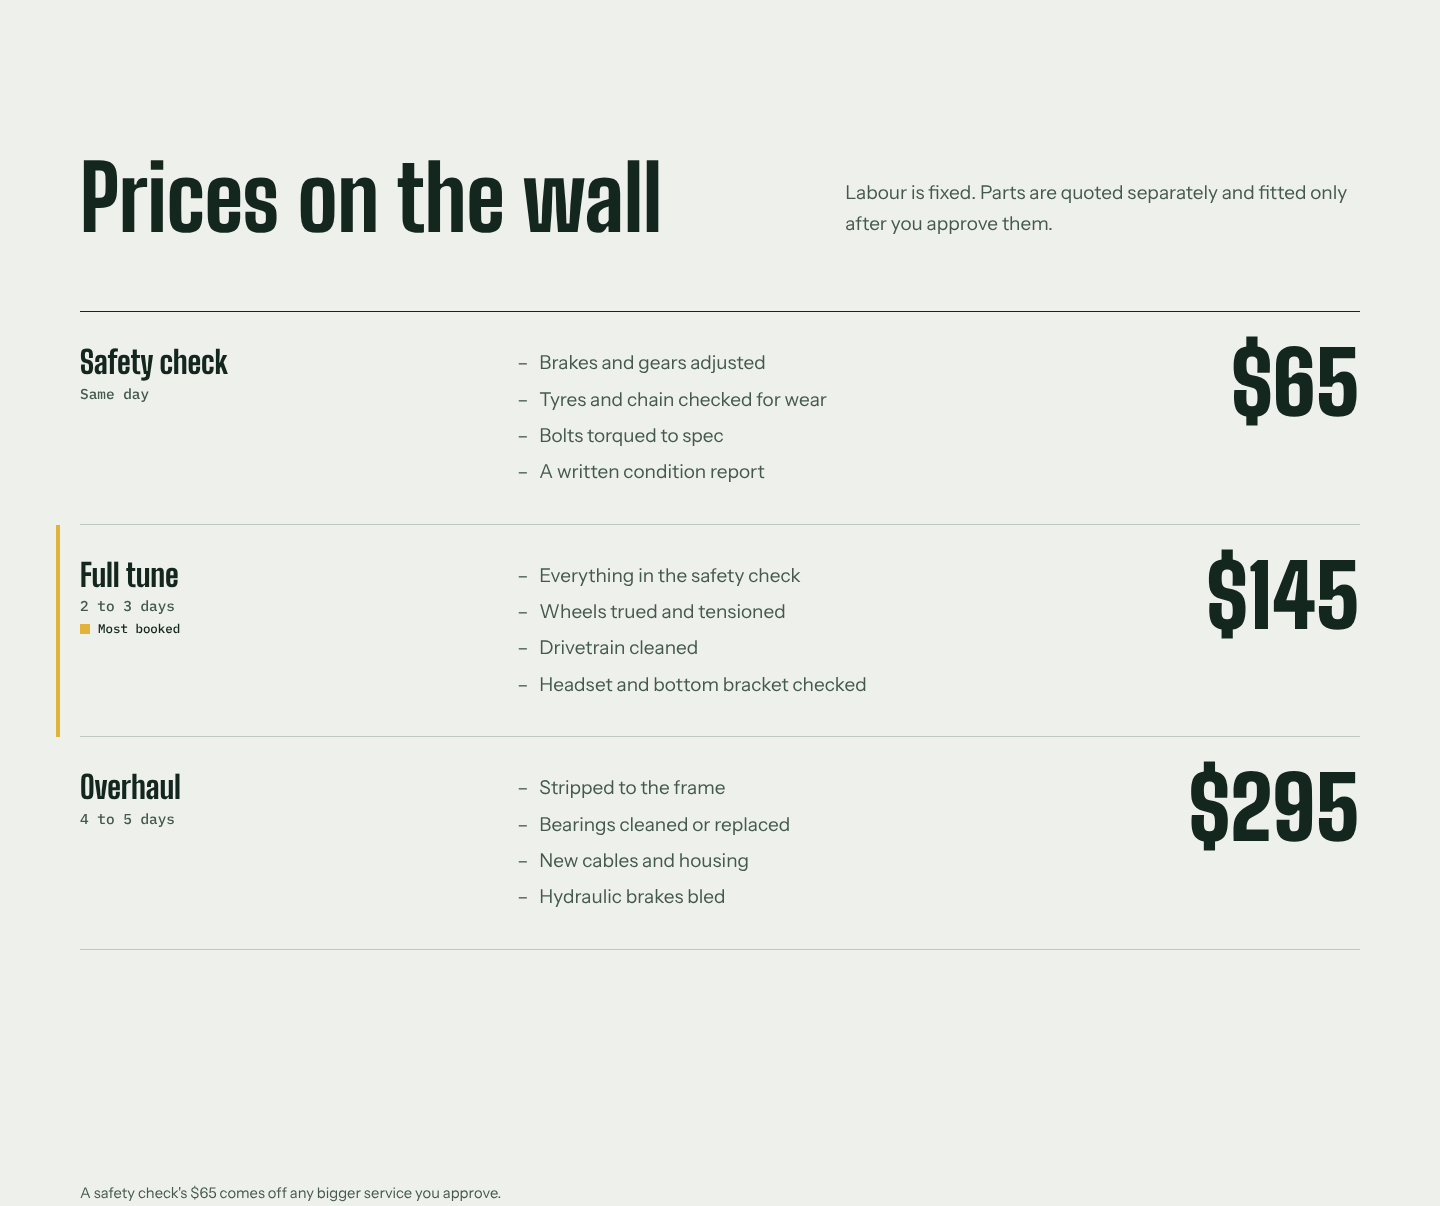 Prices on the wall
Labour is fixed. Parts are quoted separately and fitted only
after you approve them.
Safety check
Same day
– Brakes and gears adjusted
– Tyres and chain checked for wear
– Bolts torqued to spec
– A written condition report
$65
Full tune
2 to 3 days
Most booked
– Everything in the safety check
– Wheels trued and tensioned
– Drivetrain cleaned
– Headset and bottom bracket checked
$145
Overhaul
4 to 5 days
– Stripped to the frame
– Bearings cleaned or replaced
– New cables and housing
– Hydraulic brakes bled
$295
A safety check's $65 comes off any bigger service you approve.